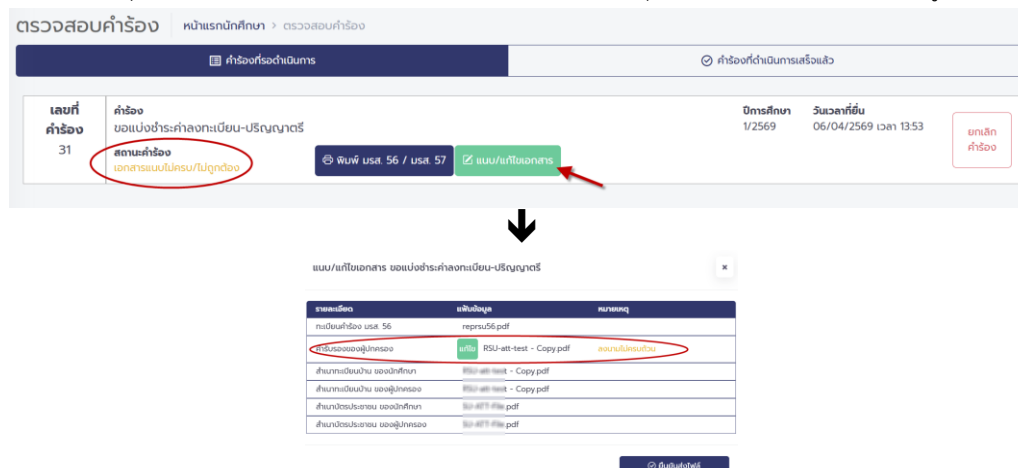 ตรวจสอบคำร้อง หน้าแรกนักศึกษา > ตรวจสอบคำร้อง
คำร้องที่รอดำเนินการ คำร้องที่ดำเนินการเสร็จแล้ว
เลขที่คำร้อง คำร้อง ปีการศึกษา วันเวลาที่ยื่น
31 ขอแบ่งชำระค่าลงทะเบียน-ปริญญาตรี 1/2569 06/04/2569 เวลา 13:53 ยกเลิกคำร้อง
สถานะคำร้อง
เอกสารแนบไม่ครบ/ไม่ถูกต้อง พิมพ์ มรส. 56 / มรส. 57 แนบ/แก้ไขเอกสาร
แนบ/แก้ไขเอกสาร ขอแบ่งชำระค่าลงทะเบียน-ปริญญาตรี ×
รายละเอียด แฟ้มข้อมูล หมายเหตุ
ทะเบียนคำร้อง มรส. 56 reprsu56.pdf
คำรับรองของผู้ปกครอง แก้ไข RSU-att-test - Copy.pdf ลงนามไม่ครบถ้วน
สำเนาทะเบียนบ้าน ของนักศึกษา - Copy.pdf
สำเนาทะเบียนบ้าน ของผู้ปกครอง - Copy.pdf
สำเนาบัตรประชาชน ของนักศึกษา .pdf
สำเนาบัตรประชาชน ของผู้ปกครอง .pdf
ยืนยันส่งไฟล์